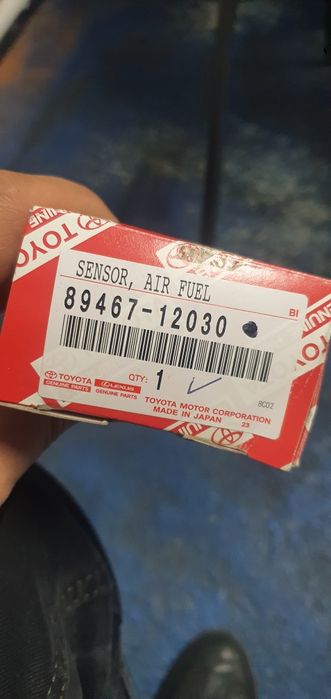 SENSOR, AIR FUEL
BI
89467-12030
TOYOTA
GENUINE PARTS
LEXUS
GENUINE PARTS
QTY: 1
8C02
TOYOTA MOTOR CORPORATION
MADE IN JAPAN
23